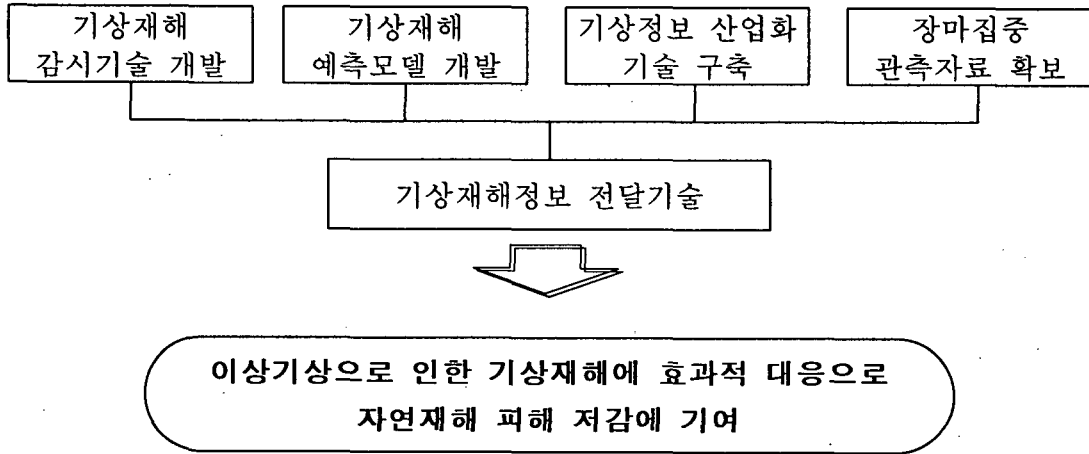 기상재해
감시기술 개발
기상재해
예측모델 개발
기상정보 산업화
기술 구축
장마집중
관측자료 확보
기상재해정보 전달기술
이상기상으로 인한 기상재해에 효과적 대응으로
자연재해 피해 저감에 기여